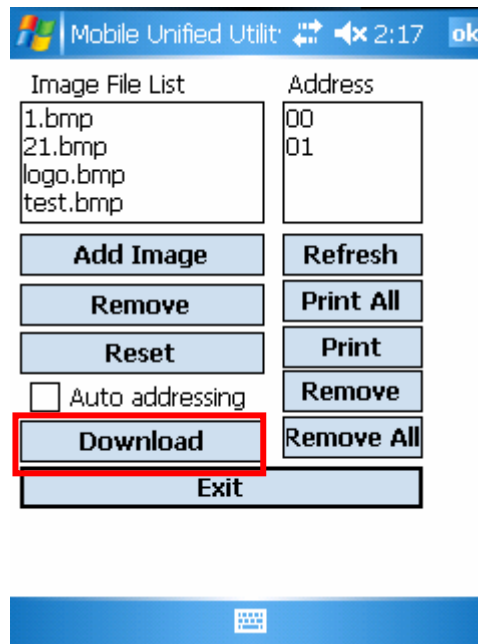 Mobile Unified Utilit 2:17 ok
Image File List
Address
1.bmp
21.bmp
logo.bmp
test.bmp
00
01
Add Image
Refresh
Remove
Print All
Reset
Print
Auto addressing
Remove
Download
Remove All
Exit